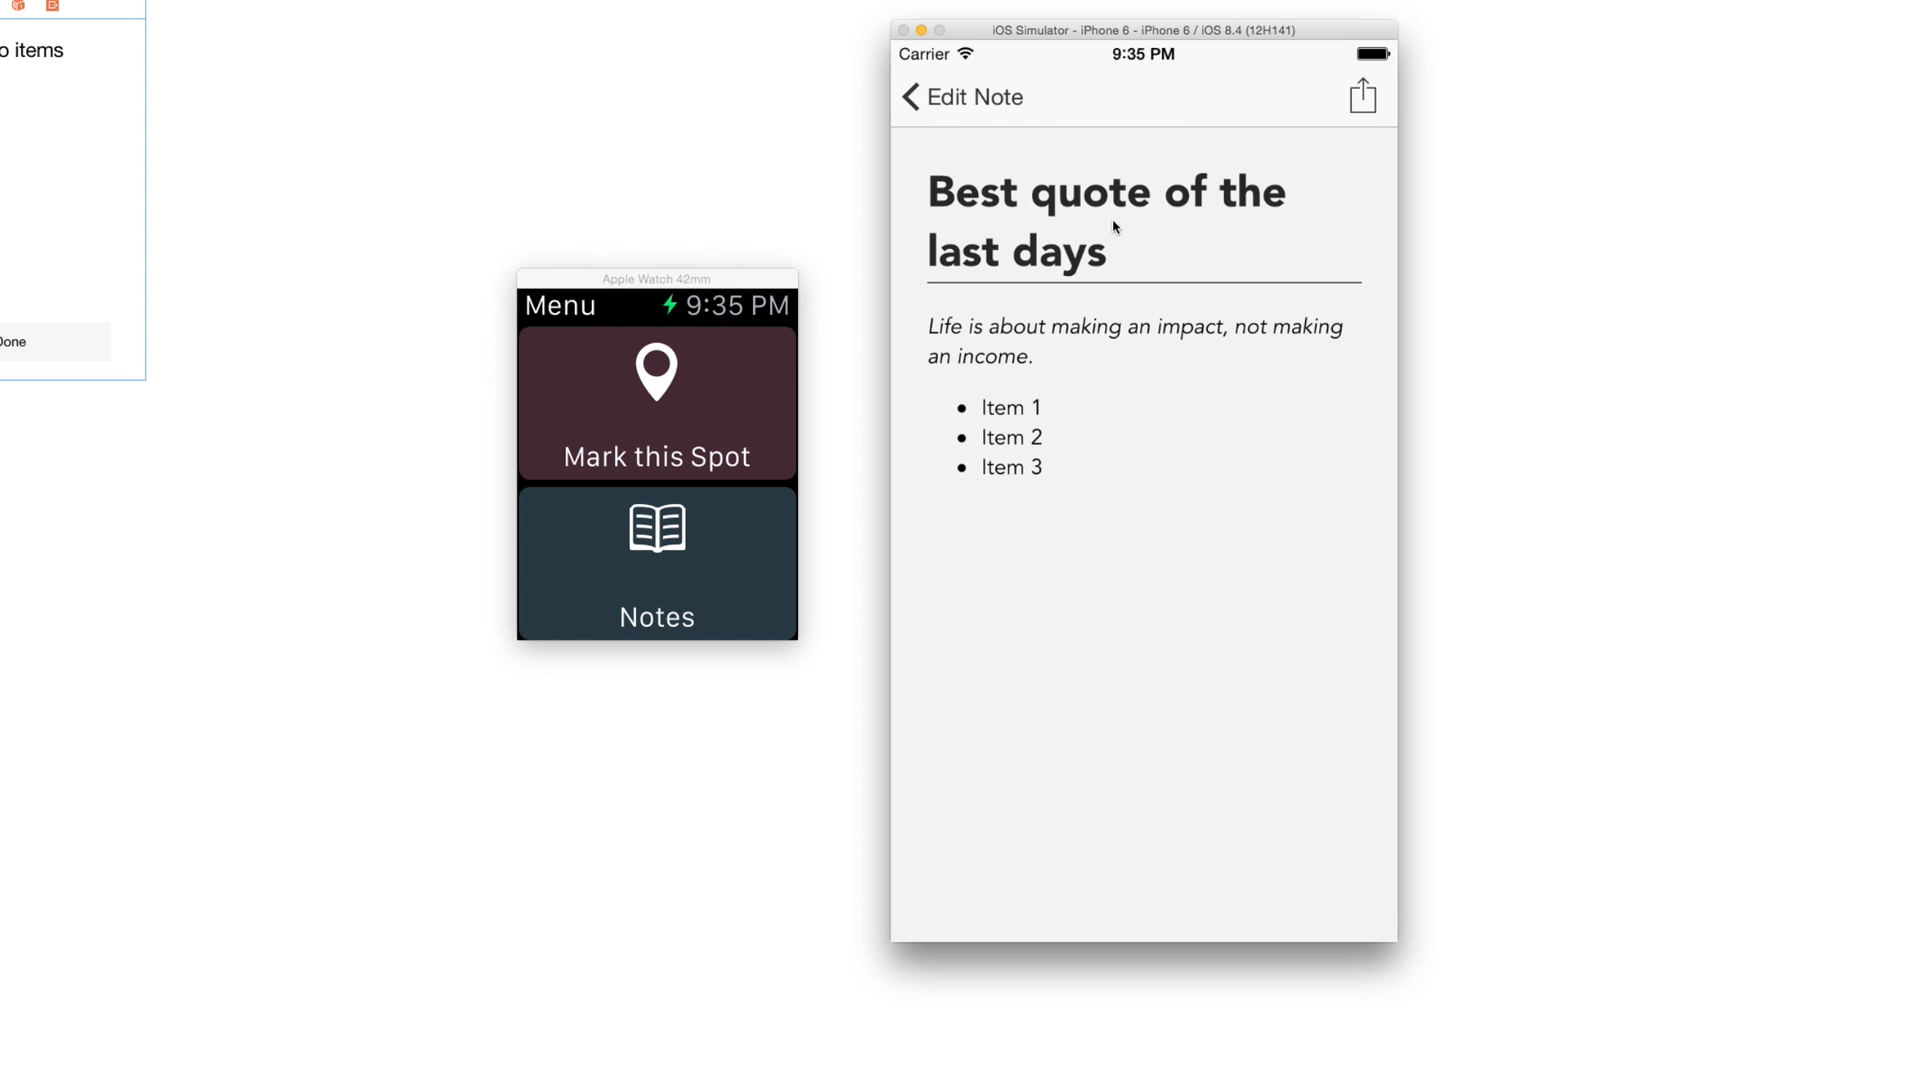 o items
Done
Apple Watch 42mm
Menu 9:35 PM
Mark this Spot
Notes
iOS Simulator - iPhone 6 - iPhone 6 / iOS 8.4 (12H141)
Carrier 9:35 PM
Edit Note
Best quote of the
last days
Life is about making an impact, not making
an income.
• Item 1
• Item 2
• Item 3